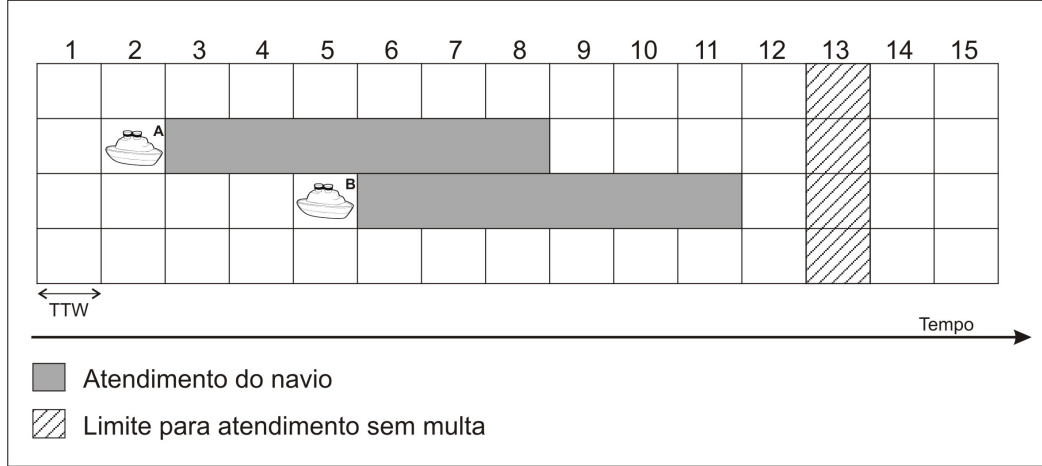 1 2 3 4 5 6 7 8 9 10 11 12 13 14 15
A
B
TTW
Tempo
Atendimento do navio
Limite para atendimento sem multa